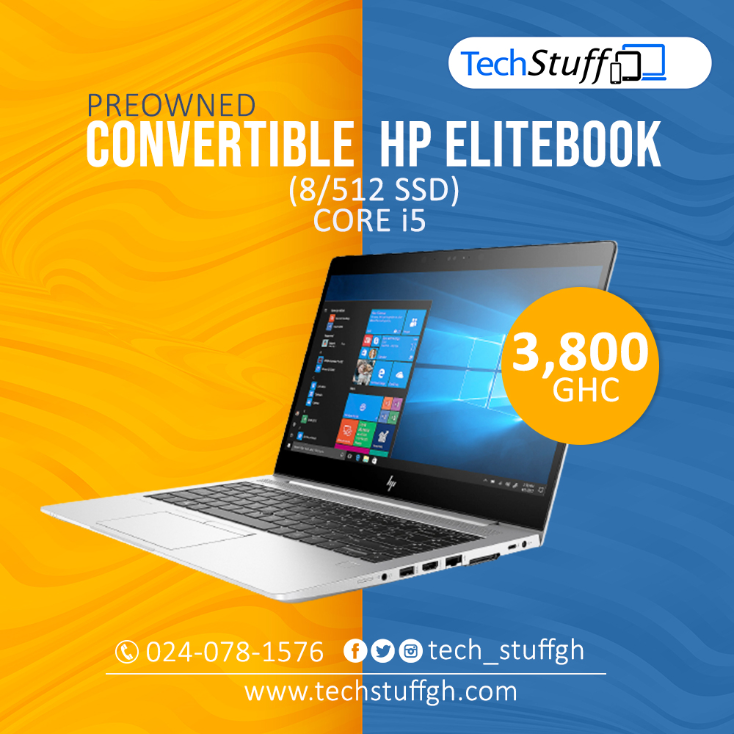 TechStuff
PREOWNED
CONVERTIBLE HP ELITEBOOK
(8/512 SSD)
CORE i5
3,800
GHC
hp
024-078-1576 tech_stuffgh
www.techstuffgh.com